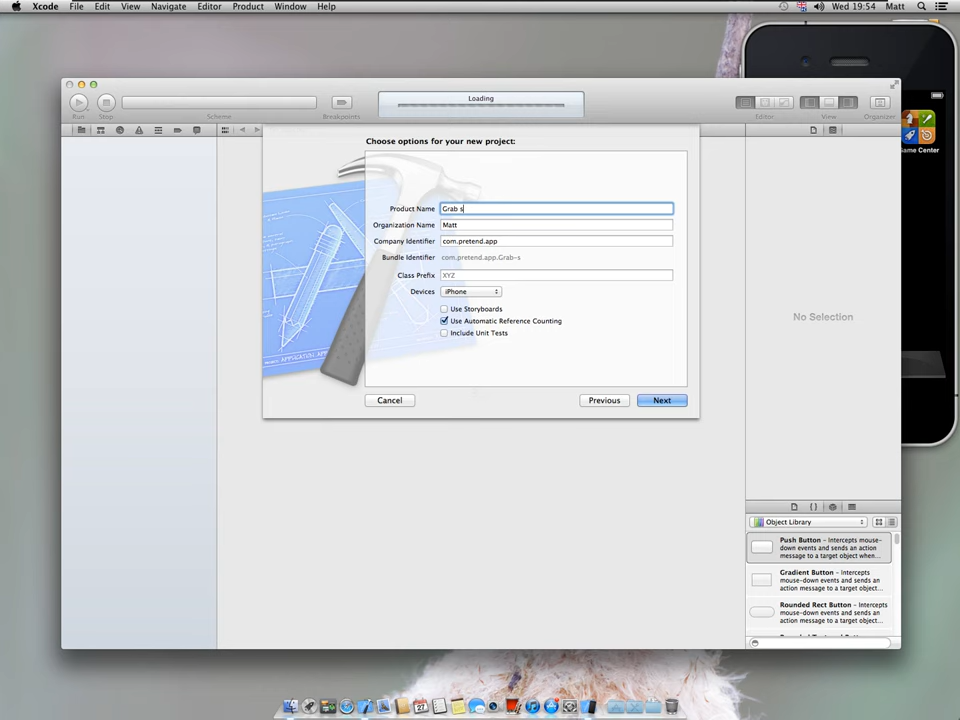 Xcode File Edit View Navigate Editor Product Window Help Wed 19:54 Matt
Loading
Run Stop Scheme Breakpoints Editor View Organizer
Game Center
Choose options for your new project:
Product Name Grab s
Organization Name Matt
Company Identifier com.pretend.app
Bundle Identifier com.pretend.app.Grab-s
Class Prefix XYZ
Devices iPhone
Use Storyboards
Use Automatic Reference Counting
Include Unit Tests
Cancel Previous Next
No Selection
Object Library
Push Button - Intercepts mouse-
down events and sends an action
message to a target object when...
Gradient Button - Intercepts
mouse-down events and sends an
action message to a target object...
Rounded Rect Button - Intercepts
mouse-down events and sends an
action message to a target object...
27